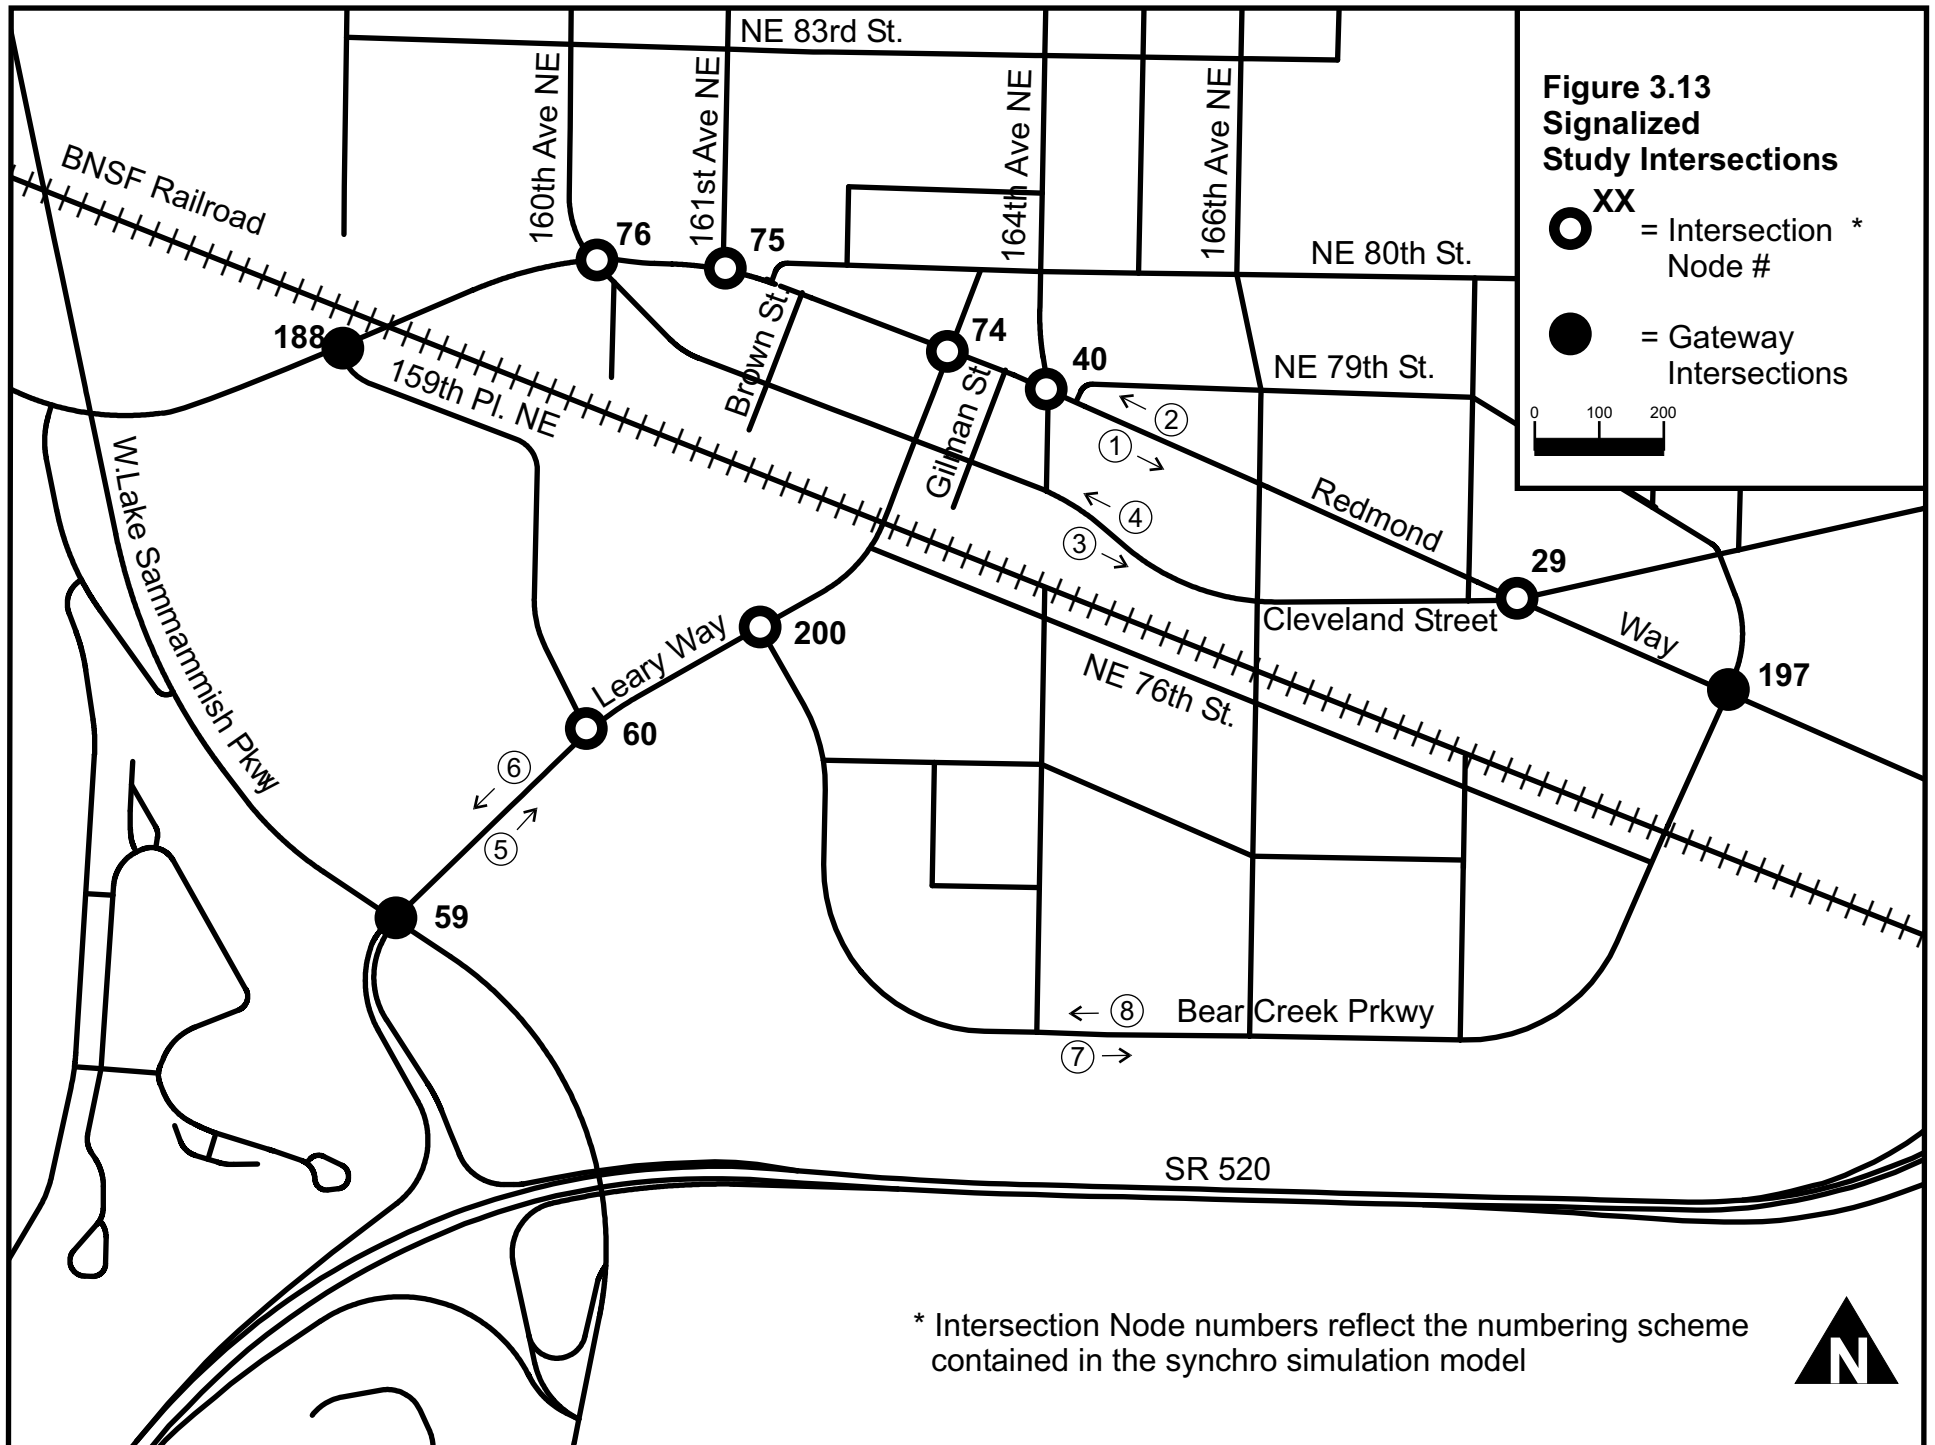 NE 83rd St.
160th Ave NE
161st Ave NE
164th Ave NE
166th Ave NE
Figure 3.13
Signalized
Study Intersections
XX
= Intersection *
Node #
= Gateway
Intersections
0 100 200
BNSF Railroad
76
75
NE 80th St.
188
159th Pl. NE
Brown St.
74
Gilman St.
40
NE 79th St.
2
1
Redmond
4
3
29
Cleveland Street
Way
197
W.Lake Sammammish Pkwy
Leary Way
200
60
NE 76th St.
6
5
59
8
Bear Creek Prkwy
7
SR 520
* Intersection Node numbers reflect the numbering scheme
contained in the synchro simulation model
N